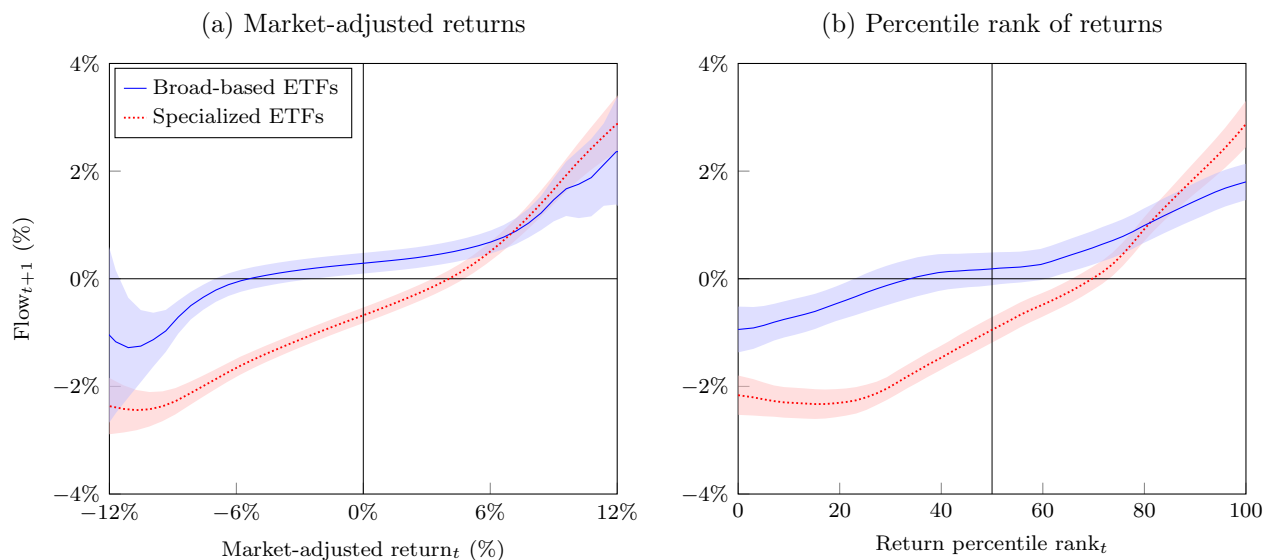 (a) Market-adjusted returns
4%
2%
0%
−2%
−4%
Flow_{t+1} (%)
Broad-based ETFs
Specialized ETFs
−12% −6% 0% 6% 12%
Market-adjusted return_t (%)
(b) Percentile rank of returns
4%
2%
0%
−2%
−4%
0 20 40 60 80 100
Return percentile rank_t